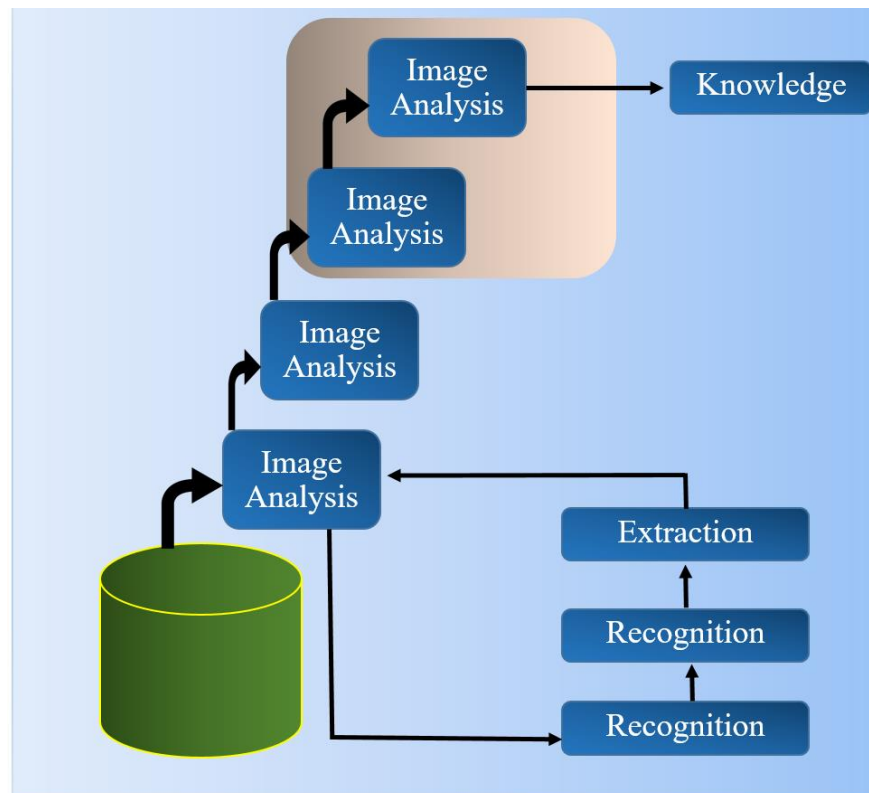 Image
Analysis
Knowledge
Image
Analysis
Image
Analysis
Image
Analysis
Extraction
Recognition
Recognition